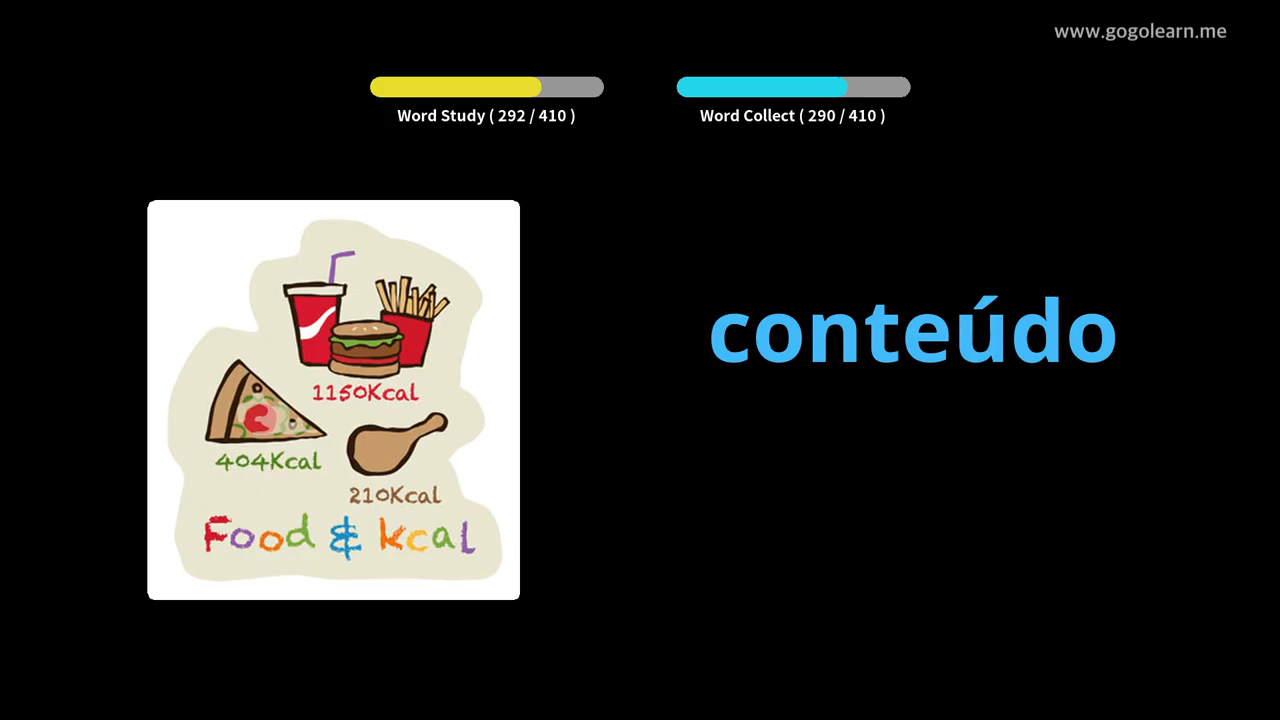 www.gogolearn.me
Word Study ( 292 / 410 )
Word Collect ( 290 / 410 )
1150Kcal
404Kcal
210Kcal
Food & kcal
conteúdo